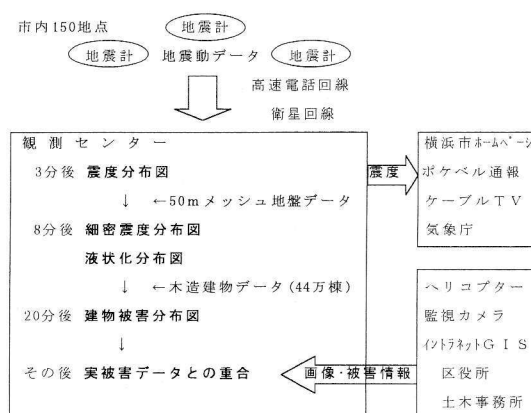 市内150地点
地震計
地震計 地震動データ 地震計
高速電話回線
衛星回線
観測センター
3分後 震度分布図
↓ ←50mメッシュ地盤データ
8分後 細密震度分布図
液状化分布図
↓ ←木造建物データ(44万棟)
20分後 建物被害分布図
↓
その後 実被害データとの重合
震度
横浜市ホームページ
ポケベル通報
ケーブルTV
気象庁
ヘリコプター
監視カメラ
イントラネットGIS
区役所
土木事務所
画像・被害情報